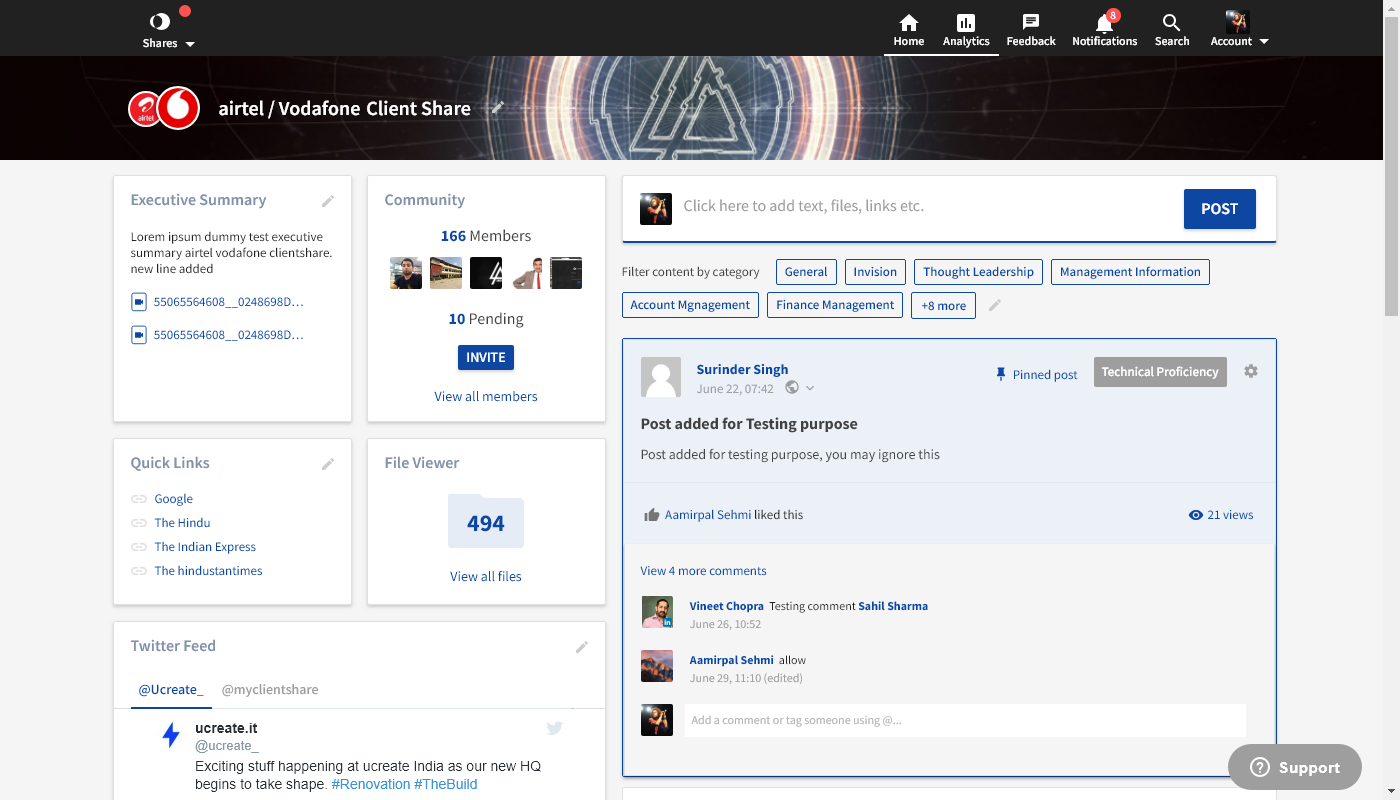 Shares
Home
Analytics
Feedback
8
Notifications
Search
Account
airtel
airtel / Vodafone Client Share
Executive Summary
Lorem ipsum dummy test executive
summary airtel vodafone clientshare.
new line added
55065564608__0248698D...
55065564608__0248698D...
Community
166 Members
10 Pending
INVITE
View all members
Quick Links
Google
The Hindu
The Indian Express
The hindustantimes
File Viewer
494
View all files
Twitter Feed
@Ucreate_ @myclientshare
ucreate.it
@ucreate_
Exciting stuff happening at ucreate India as our new HQ
begins to take shape. #Renovation #TheBuild
Click here to add text, files, links etc.
POST
Filter content by category General Invision Thought Leadership Management Information
Account Mgnagement Finance Management +8 more
Surinder Singh
June 22, 07:42
Pinned post
Technical Proficiency
Post added for Testing purpose
Post added for testing purpose, you may ignore this
Aamirpal Sehmi liked this
21 views
View 4 more comments
Vineet Chopra Testing comment Sahil Sharma
June 26, 10:52
in
Aamirpal Sehmi allow
June 29, 11:10 (edited)
Add a comment or tag someone using @...
Support